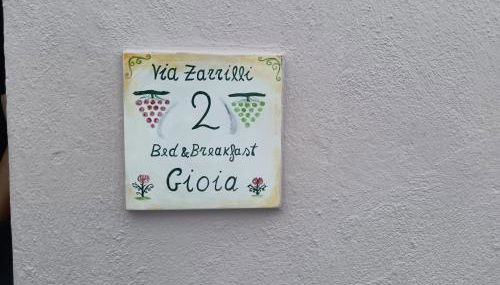 Via Zarrilli
2
Bed & Breakfast
Gioia